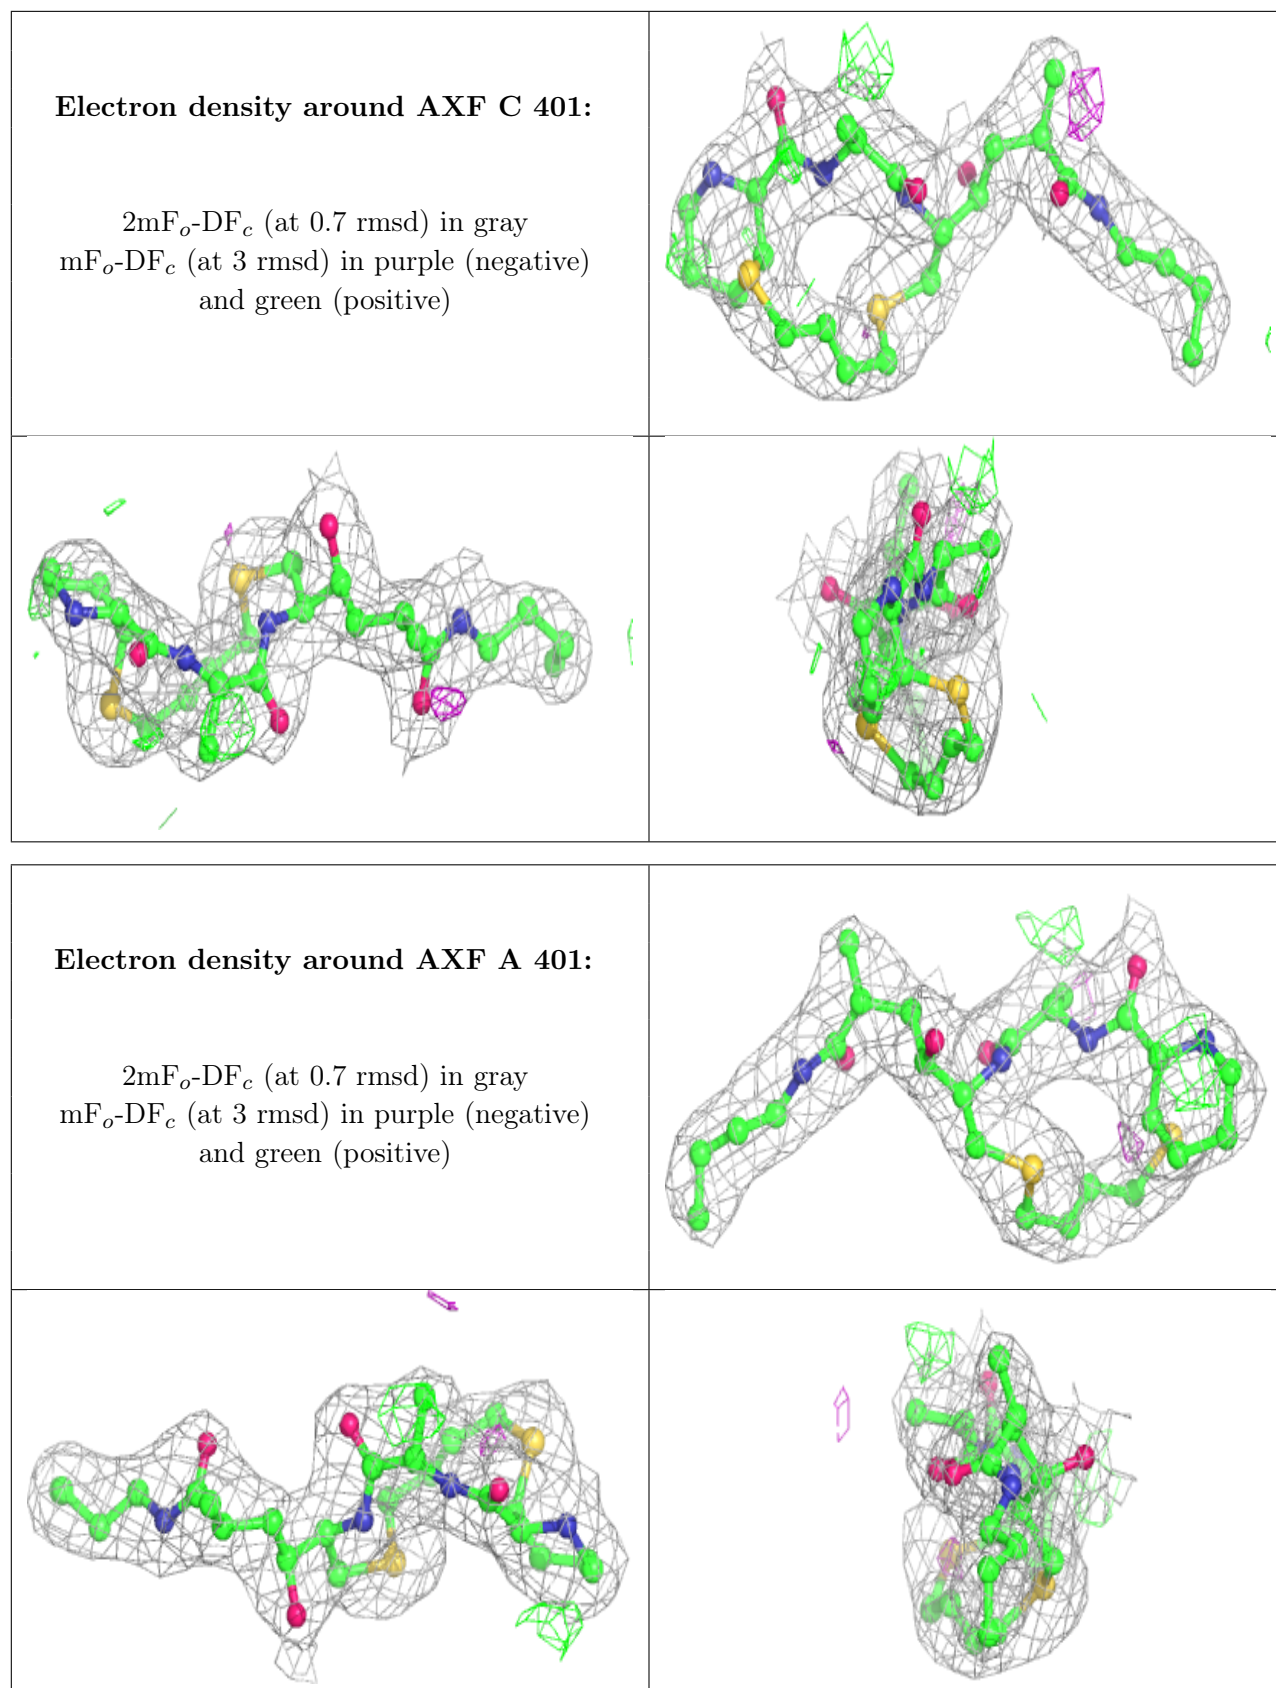 Electron density around AXF C 401:
2mFo-DFc (at 0.7 rmsd) in gray
mFo-DFc (at 3 rmsd) in purple (negative)
and green (positive)
Electron density around AXF A 401:
2mFo-DFc (at 0.7 rmsd) in gray
mFo-DFc (at 3 rmsd) in purple (negative)
and green (positive)